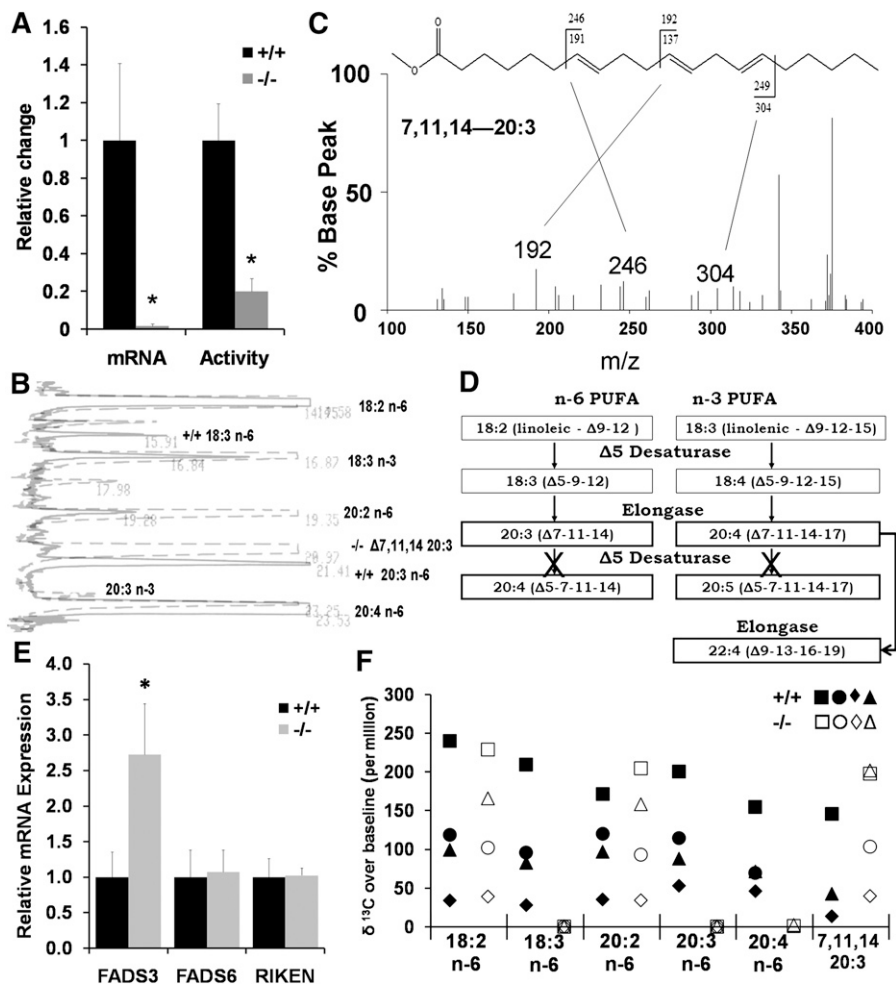 A
1.6
1.4
1.2
1
0.8
0.6
0.4
0.2
0
Relative change
+/+
-/-
*
*
mRNA
Activity
B
18:2 n-6
+/+ 18:3 n-6
15.91
16.84
16.87
18:3 n-3
17.98
20:2 n-6
19.28
19.35
-/- Δ7,11,14 20:3
20.97
21.41
+/+ 20:3 n-6
20:3 n-3
23.25
20:4 n-6
23.53
C
O
O
246
191
192
137
249
304
100
50
0
% Base Peak
7,11,14—20:3
192
246
304
100
150
200
250
300
350
400
m/z
D
n-6 PUFA
n-3 PUFA
18:2 (linoleic - Δ9-12 )
18:3 (linolenic - Δ9-12-15)
Δ5 Desaturase
18:3 (Δ5-9-12)
18:4 (Δ5-9-12-15)
Elongase
20:3 (Δ7-11-14)
20:4 (Δ7-11-14-17)
Δ5 Desaturase
20:4 (Δ5-7-11-14)
20:5 (Δ5-7-11-14-17)
Elongase
22:4 (Δ9-13-16-19)
E
4.0
3.5
3.0
2.5
2.0
1.5
1.0
0.5
0.0
Relative mRNA Expression
*
+/+
-/-
FADS3
FADS6
RIKEN
F
300
250
200
150
100
50
0
δ ¹³C over baseline (per million)
+/+
-/-
18:2 n-6
18:3 n-6
20:2 n-6
20:3 n-6
20:4 n-6
7,11,14 20:3